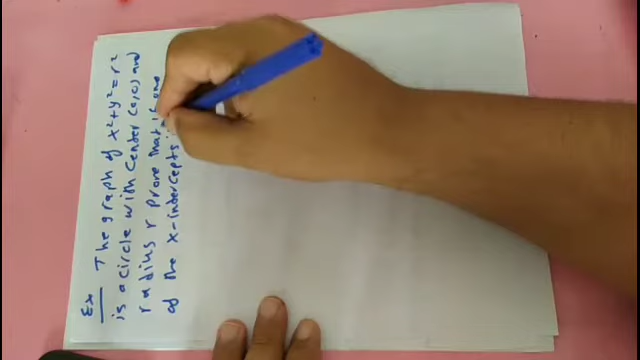 Ex The graph of x²+y²=r²
is a circle with center (0,0) and
radius r prove that if one
of the x-intercepts